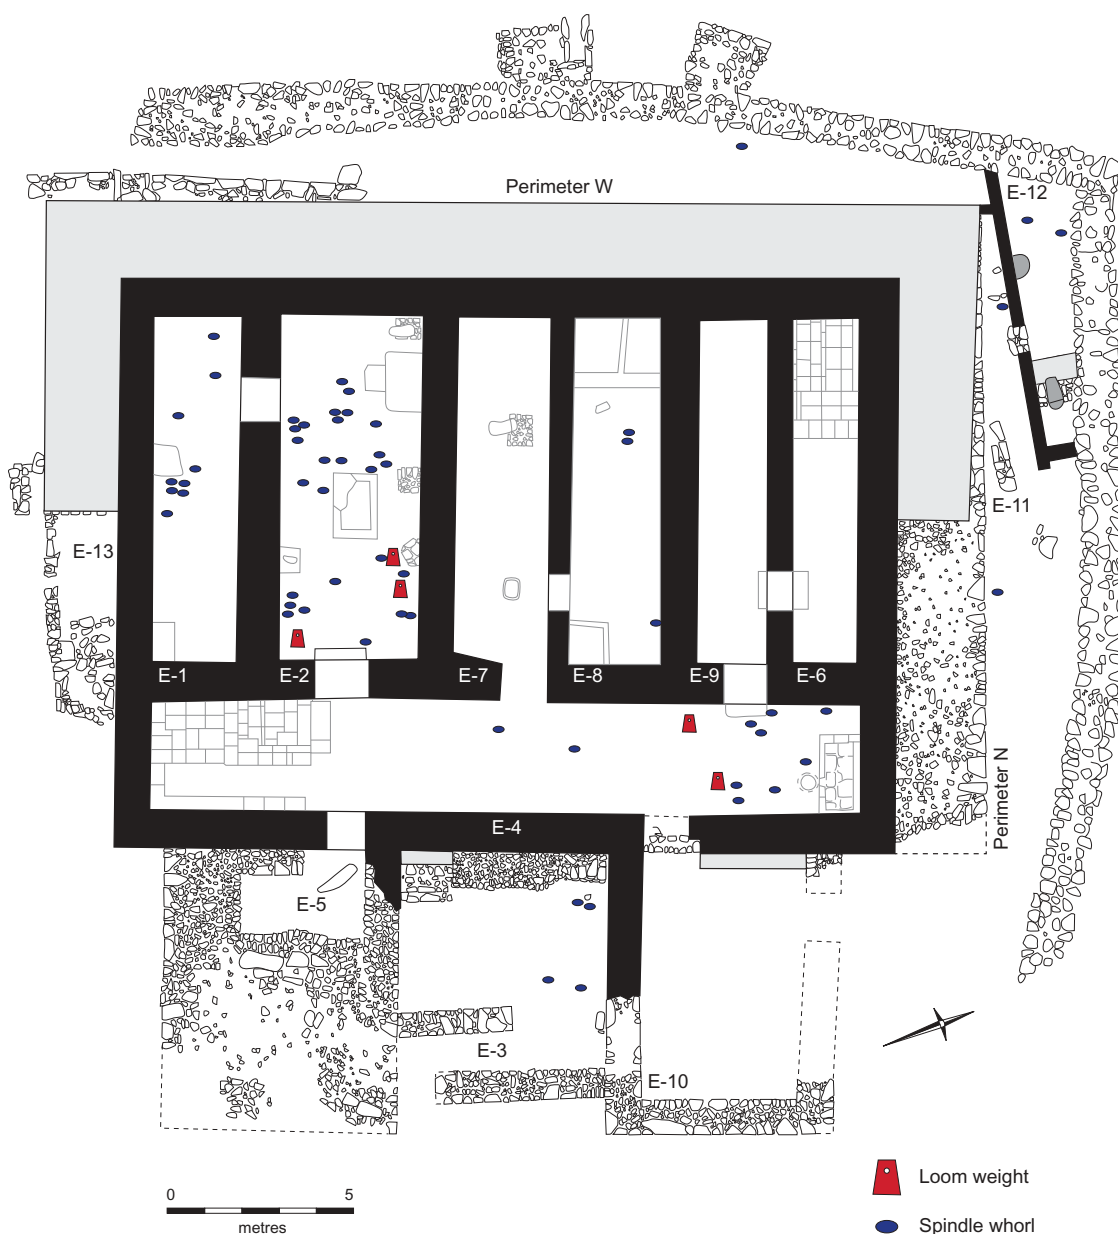 Perimeter W
E-12
E-11
E-13
E-1
E-2
E-7
E-8
E-9
E-6
Perimeter N
E-4
E-5
E-3
E-10
0 5
metres
Loom weight
Spindle whorl